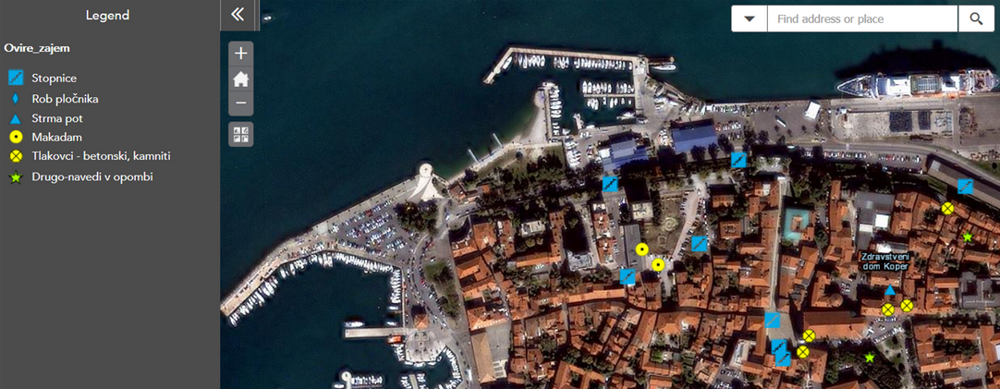 Legend
Ovire_zajem
Stopnice
Rob pločnika
Strma pot
Makadam
Tlakovci - betonski, kamniti
Drugo-navedi v opombi
Find address or place
Zdravstveni
dom Koper